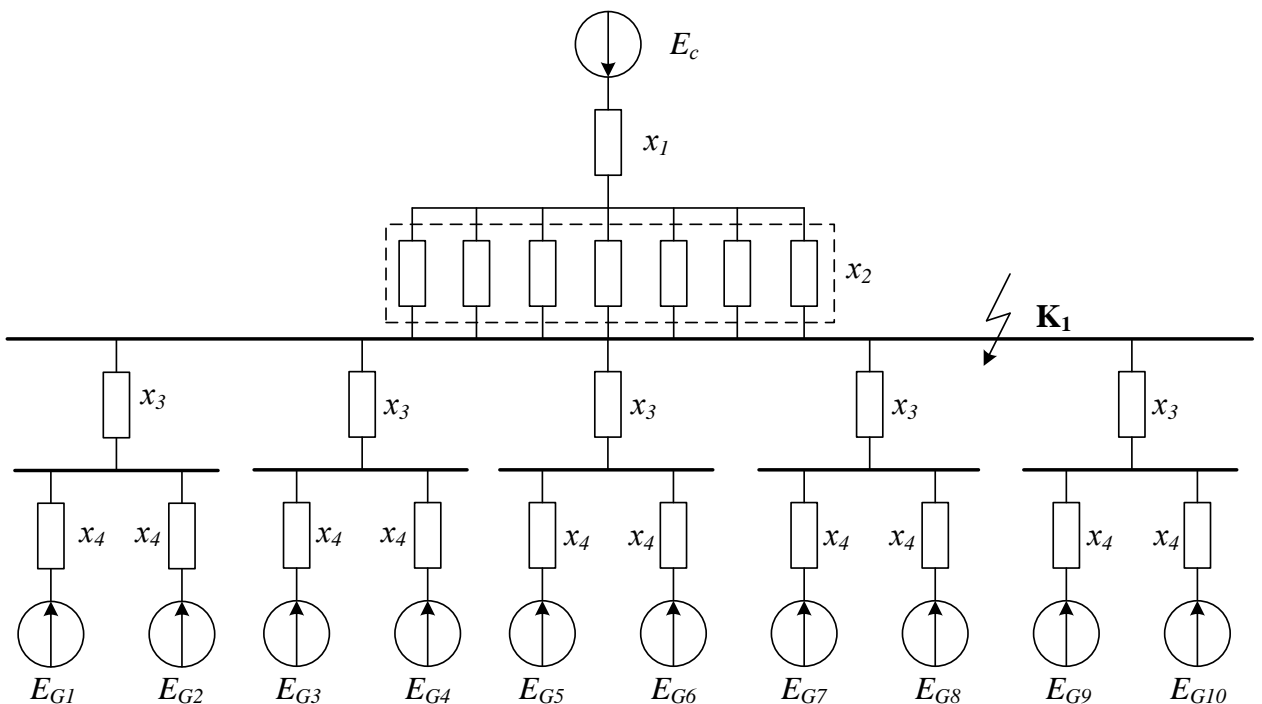 E_c
x_1
x_2
K_1
x_3 x_3 x_3 x_3 x_3
x_4 x_4 x_4 x_4 x_4 x_4 x_4 x_4 x_4 x_4
E_G1 E_G2 E_G3 E_G4 E_G5 E_G6 E_G7 E_G8 E_G9 E_G10